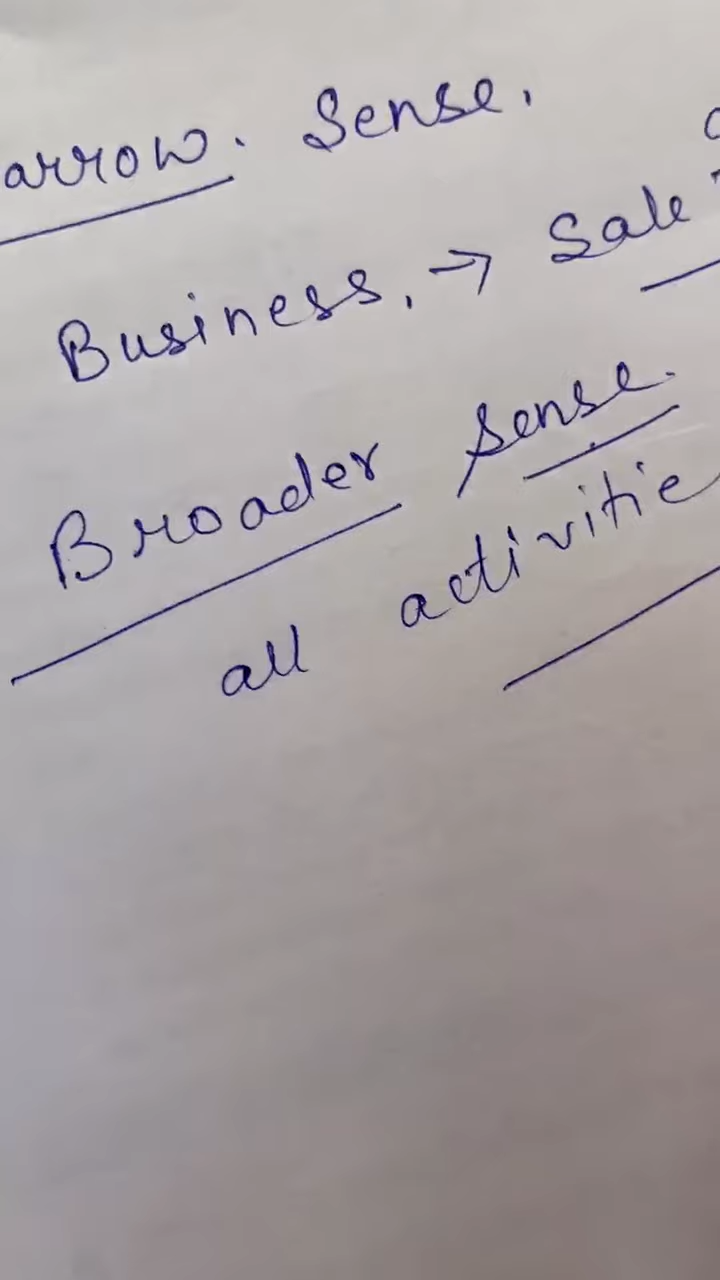 arrow. Sense.
Business. → Sale
Broader Sense.
all activitie